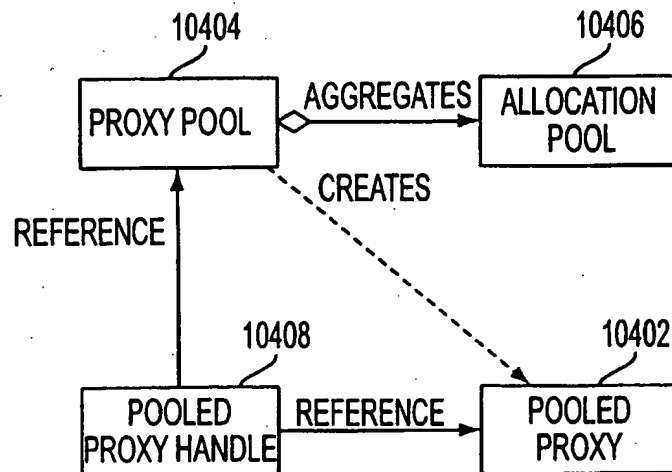 10404
10406
PROXY POOL
AGGREGATES
ALLOCATION
POOL
CREATES
REFERENCE
10408
10402
POOLED
PROXY HANDLE
REFERENCE
POOLED
PROXY